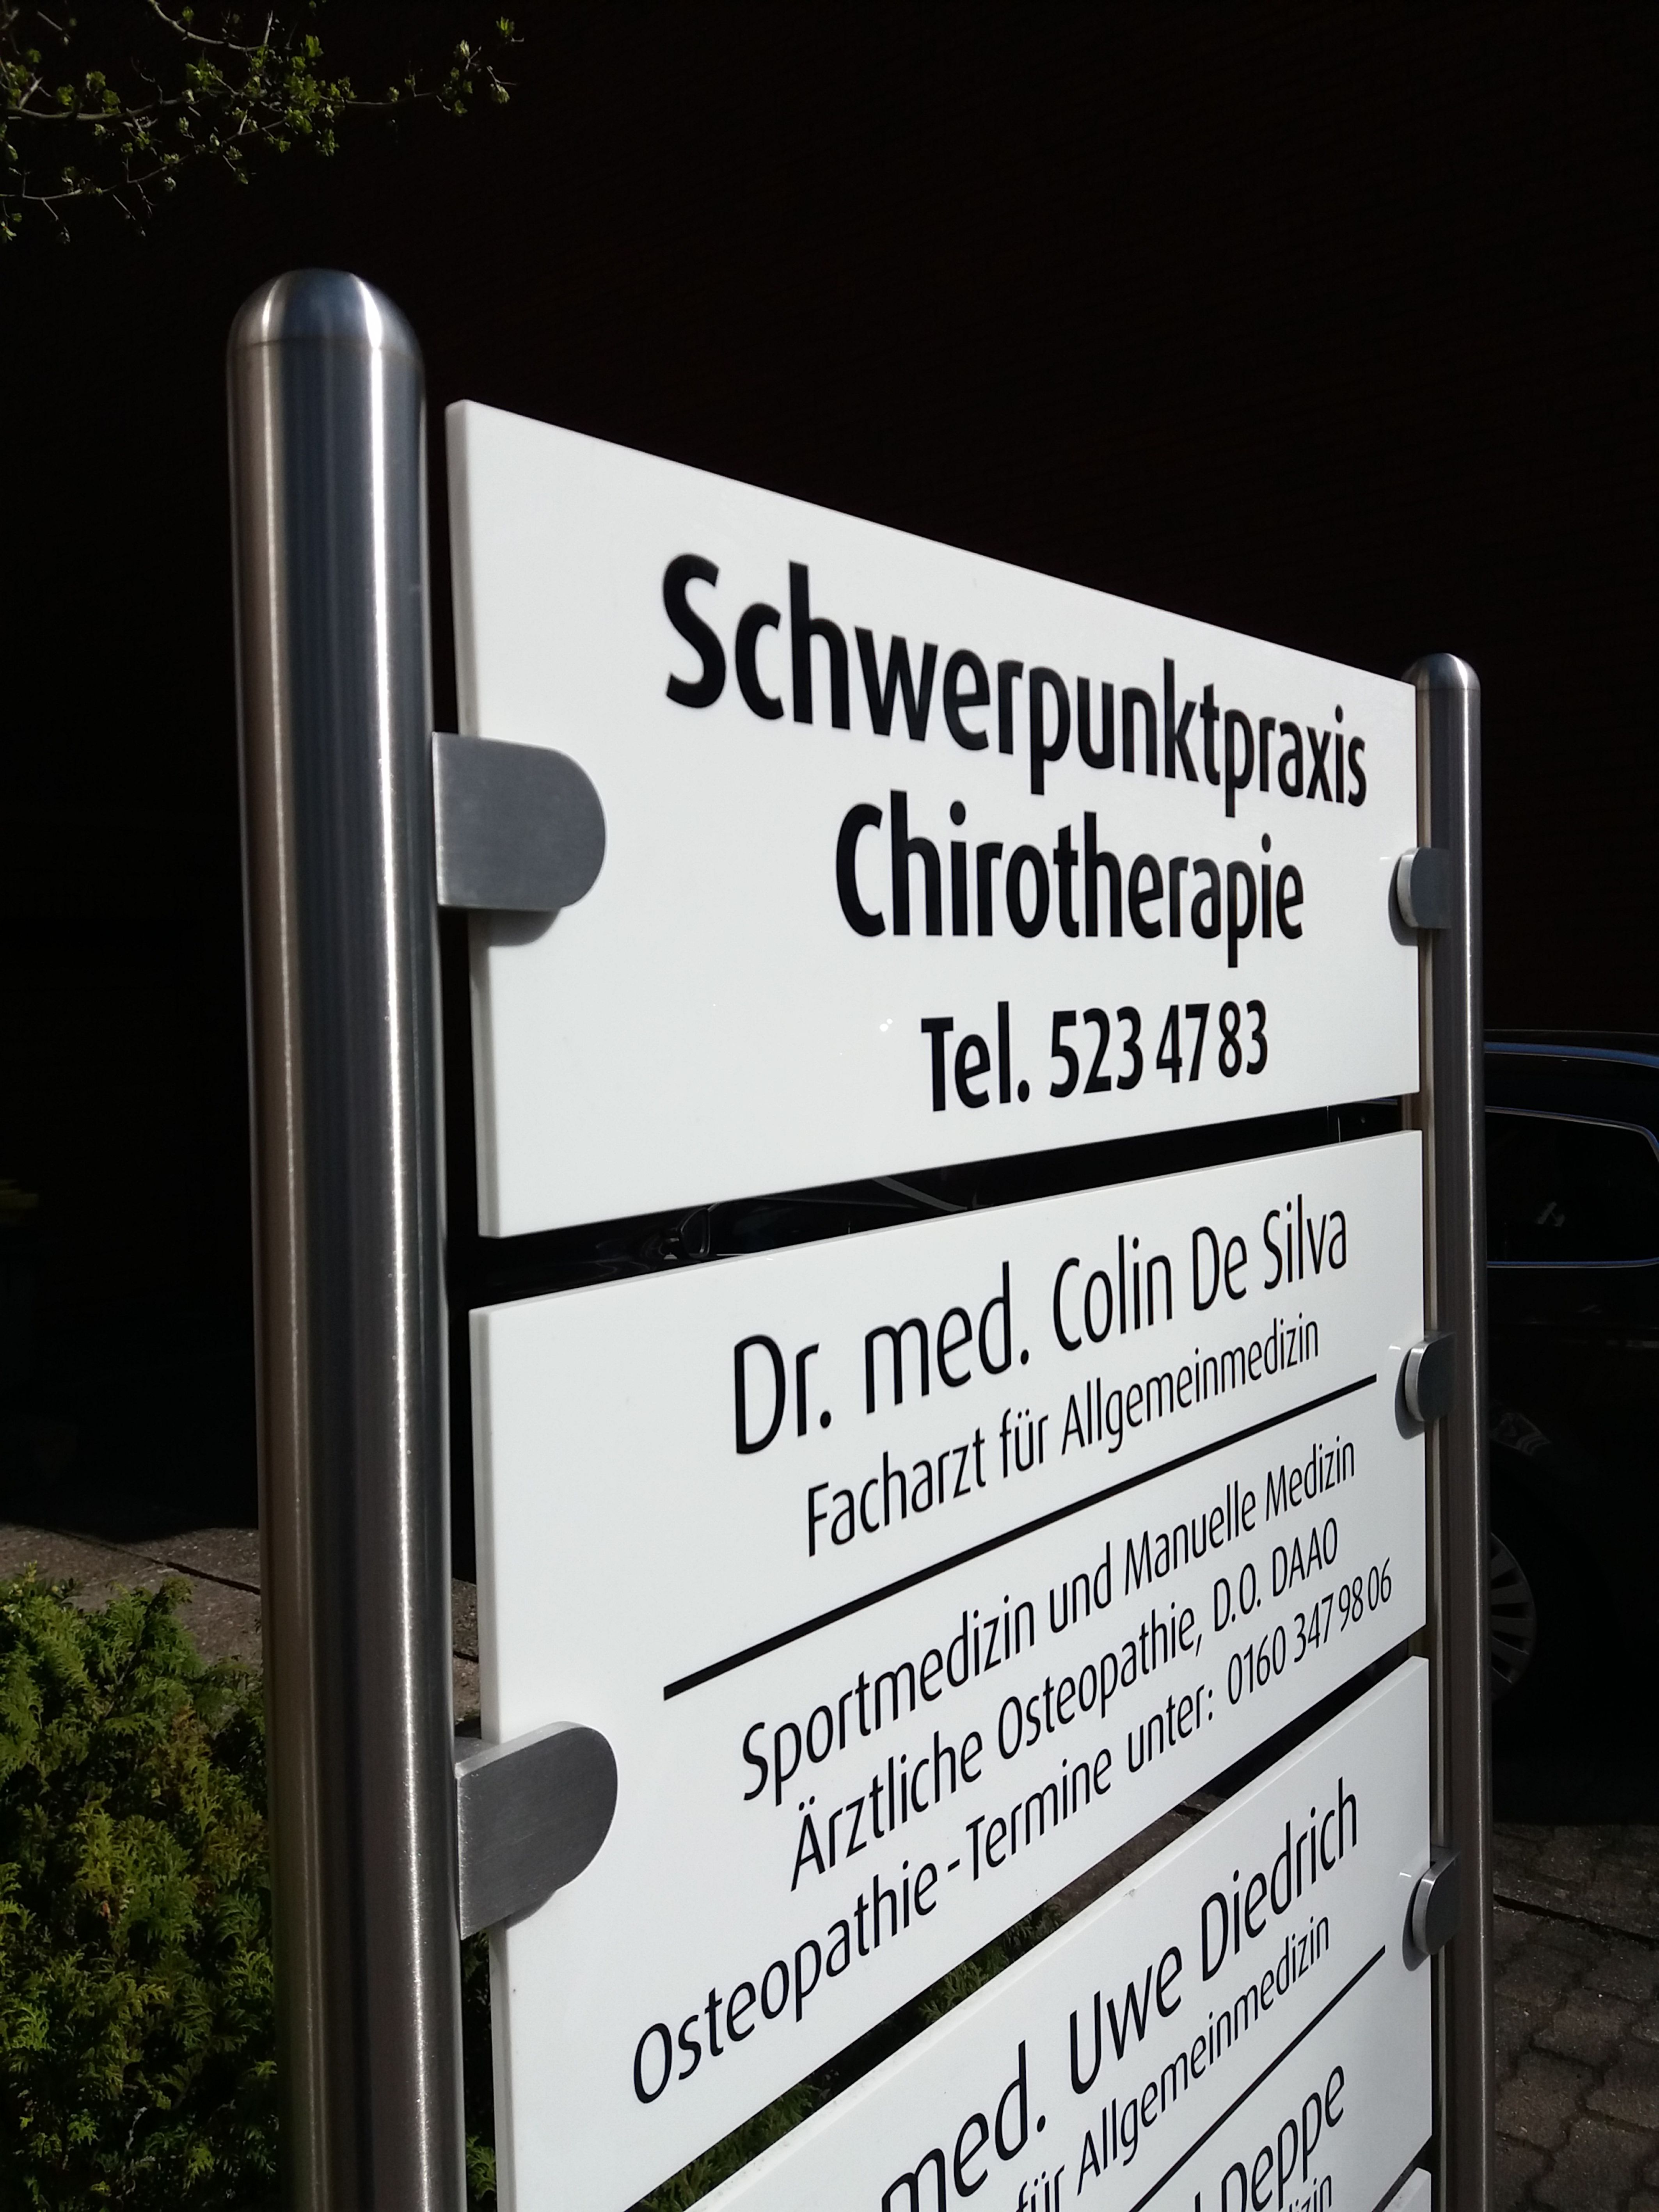 Schwerpunktpraxis
Chirotherapie
Tel. 523 47 83
Dr. med. Colin De Silva
Facharzt für Allgemeinmedizin
Sportmedizin und Manuelle Medizin
Ärztliche Osteopathie, D.O. DAAO
Osteopathie-Termine unter: 0160 347 98 06
med. Uwe Diedrich
für Allgemeinmedizin
Deppe